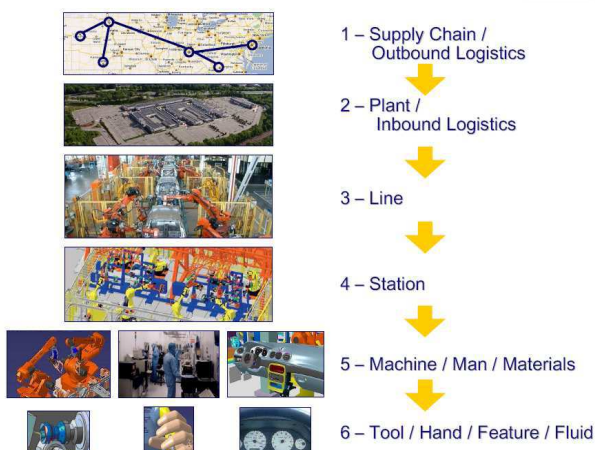 1 – Supply Chain /
Outbound Logistics
2 – Plant /
Inbound Logistics
3 – Line
4 – Station
5 – Machine / Man / Materials
6 – Tool / Hand / Feature / Fluid